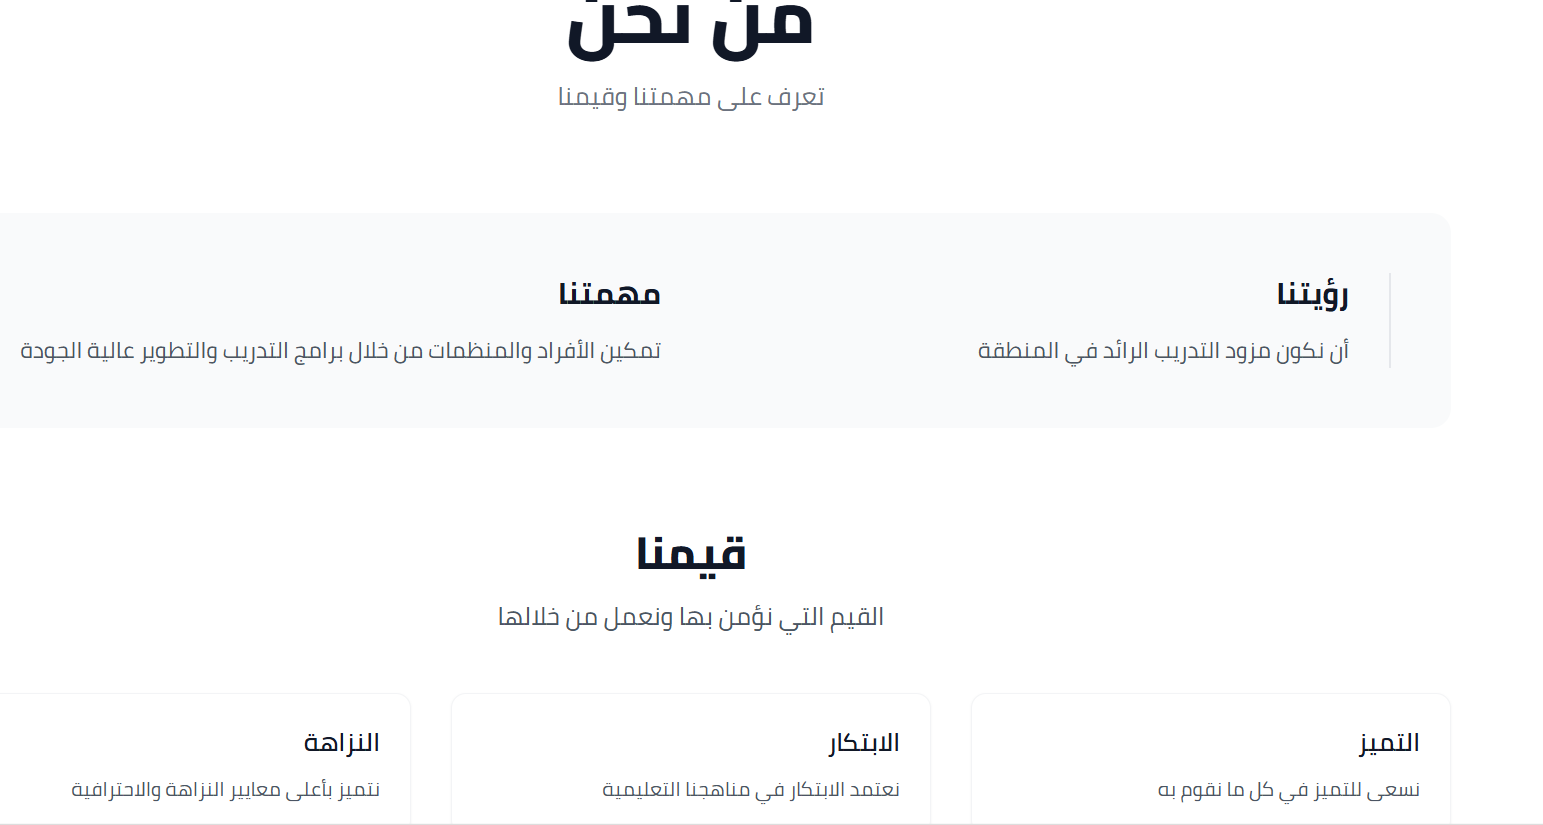 من نحن
تعرف على مهمتنا وقيمنا
رؤيتنا
أن نكون مزود التدريب الرائد في المنطقة
مهمتنا
تمكين الأفراد والمنظمات من خلال برامج التدريب والتطوير عالية الجودة
قيمنا
القيم التي نؤمن بها ونعمل من خلالها
التميز
نسعى للتميز في كل ما نقوم به
الابتكار
نعتمد الابتكار في مناهجنا التعليمية
النزاهة
نتميز بأعلى معايير النزاهة والاحترافية